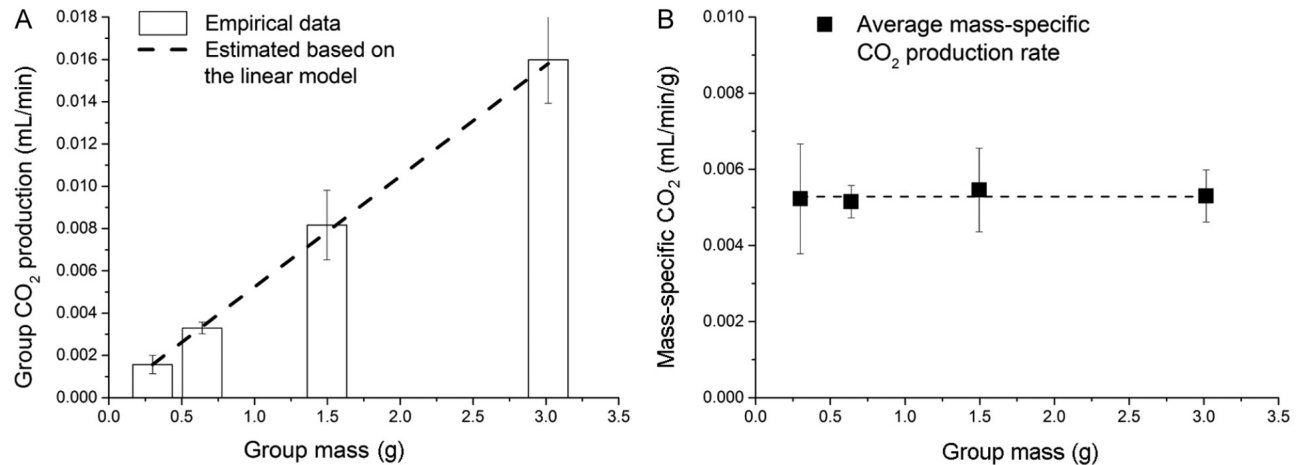 A
Empirical data
Estimated based on
the linear model
Group CO₂ production (mL/min)
0.018
0.016
0.014
0.012
0.010
0.008
0.006
0.004
0.002
0.000
0.0 0.5 1.0 1.5 2.0 2.5 3.0 3.5
Group mass (g)
B
Average mass-specific
CO₂ production rate
Mass-specific CO₂ (mL/min/g)
0.010
0.008
0.006
0.004
0.002
0.000
0.0 0.5 1.0 1.5 2.0 2.5 3.0 3.5
Group mass (g)